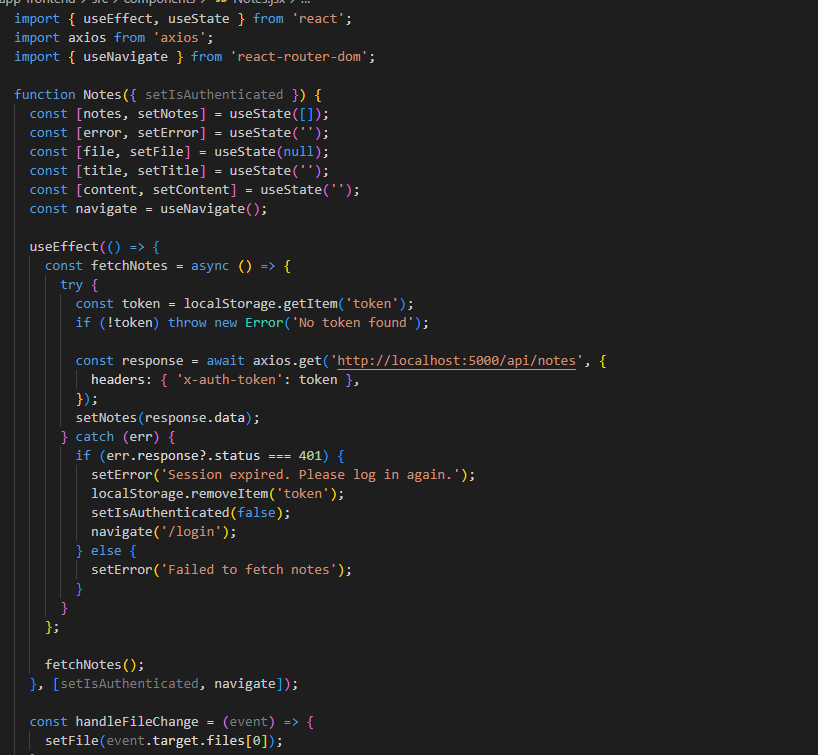 app-frontend > src > components > Notes.jsx > ...
import { useEffect, useState } from 'react';
import axios from 'axios';
import { useNavigate } from 'react-router-dom';
function Notes({ setIsAuthenticated }) {
const [notes, setNotes] = useState([]);
const [error, setError] = useState('');
const [file, setFile] = useState(null);
const [title, setTitle] = useState('');
const [content, setContent] = useState('');
const navigate = useNavigate();
useEffect(() => {
const fetchNotes = async () => {
try {
const token = localStorage.getItem('token');
if (!token) throw new Error('No token found');
const response = await axios.get('http://localhost:5000/api/notes', {
headers: { 'x-auth-token': token },
});
setNotes(response.data);
} catch (err) {
if (err.response?.status === 401) {
setError('Session expired. Please log in again.');
localStorage.removeItem('token');
setIsAuthenticated(false);
navigate('/login');
} else {
setError('Failed to fetch notes');
}
}
};
fetchNotes();
}, [setIsAuthenticated, navigate]);
const handleFileChange = (event) => {
setFile(event.target.files[0]);